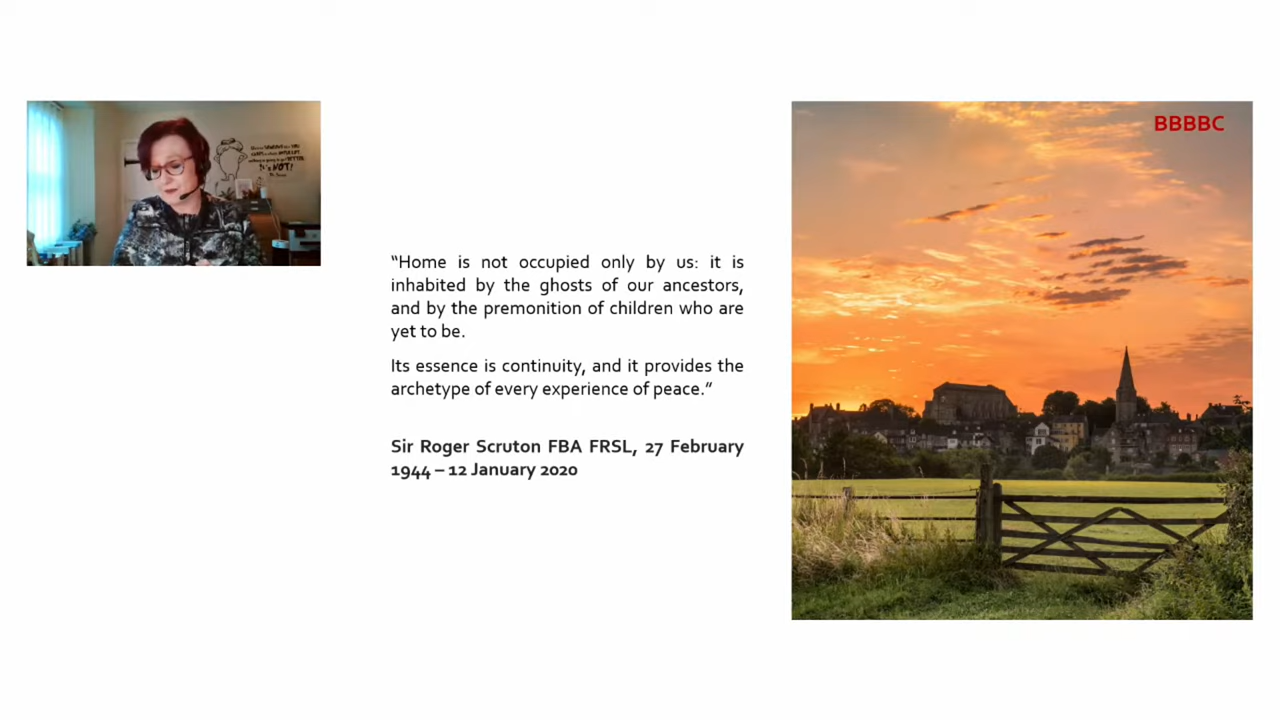 BBBBC
IT'S NOT!
“Home is not occupied only by us: it is
inhabited by the ghosts of our ancestors,
and by the premonition of children who are
yet to be.
Its essence is continuity, and it provides the
archetype of every experience of peace.”
Sir Roger Scruton FBA FRSL, 27 February
1944 – 12 January 2020